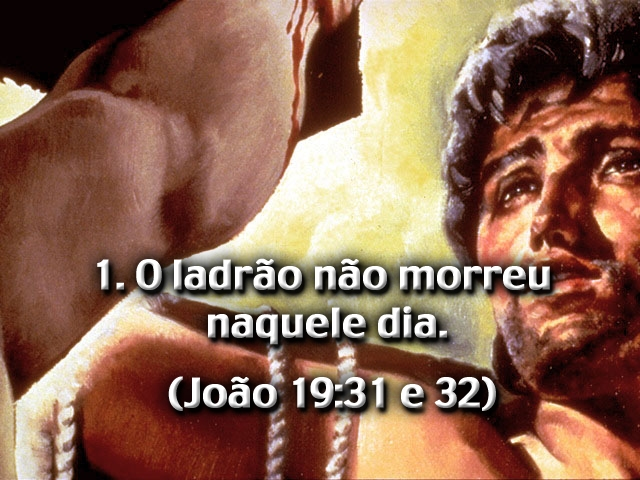 1. O ladrão não morreu
naquele dia.
(João 19:31 e 32)